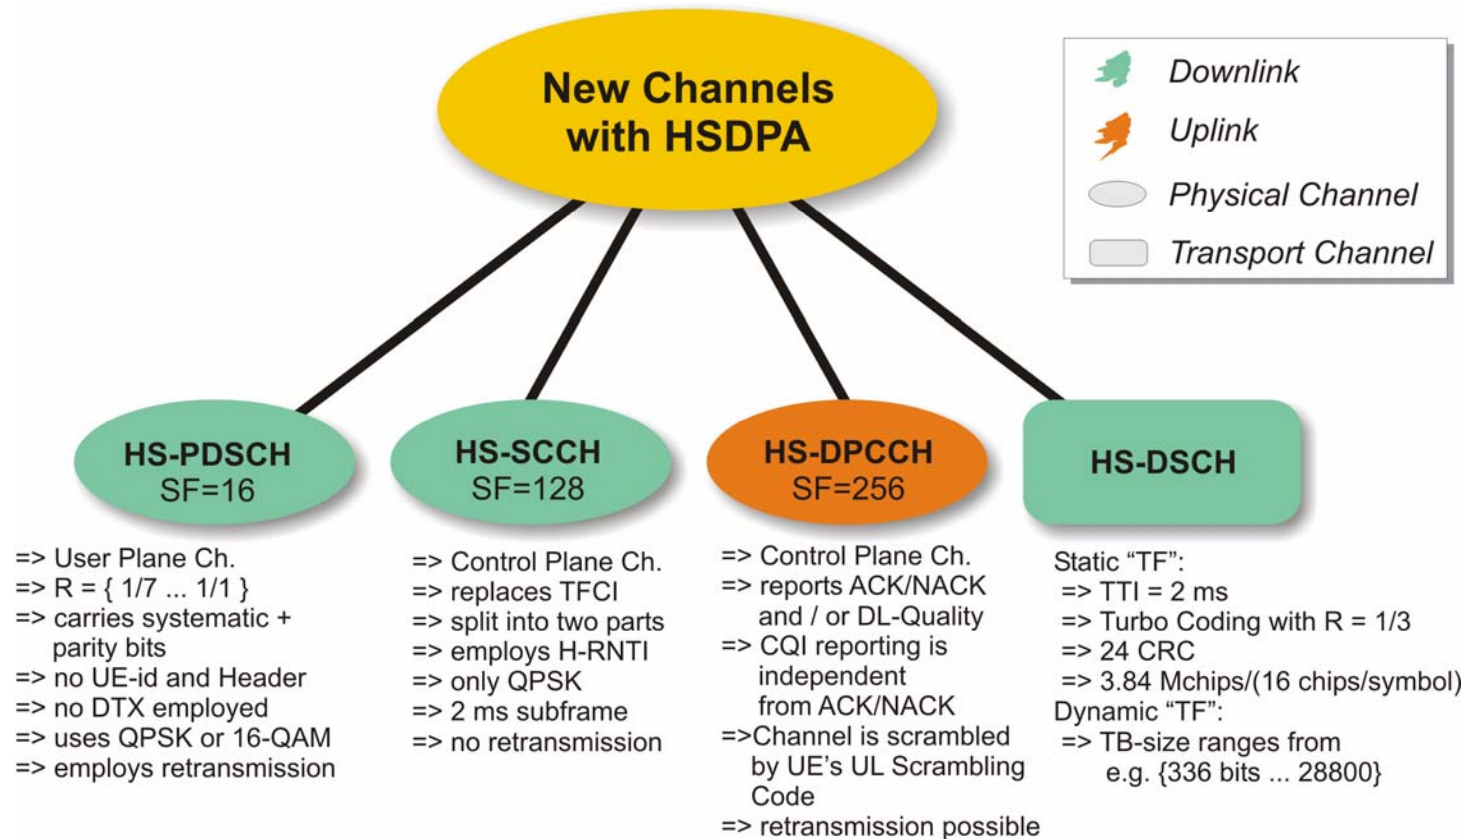 New Channels
with HSDPA
Downlink
Uplink
Physical Channel
Transport Channel
HS-PDSCH
SF=16
=> User Plane Ch.
=> R = { 1/7 ... 1/1 }
=> carries systematic +
parity bits
=> no UE-id and Header
=> no DTX employed
=> uses QPSK or 16-QAM
=> employs retransmission
HS-SCCH
SF=128
=> Control Plane Ch.
=> replaces TFCI
=> split into two parts
=> employs H-RNTI
=> only QPSK
=> 2 ms subframe
=> no retransmission
HS-DPCCH
SF=256
=> Control Plane Ch.
=> reports ACK/NACK
and / or DL-Quality
=> CQI reporting is
independent
from ACK/NACK
=>Channel is scrambled
by UE's UL Scrambling
Code
=> retransmission possible
HS-DSCH
Static “TF”:
=> TTI = 2 ms
=> Turbo Coding with R = 1/3
=> 24 CRC
=> 3.84 Mchips/(16 chips/symbol)
Dynamic “TF”:
=> TB-size ranges from
e.g. {336 bits ... 28800}